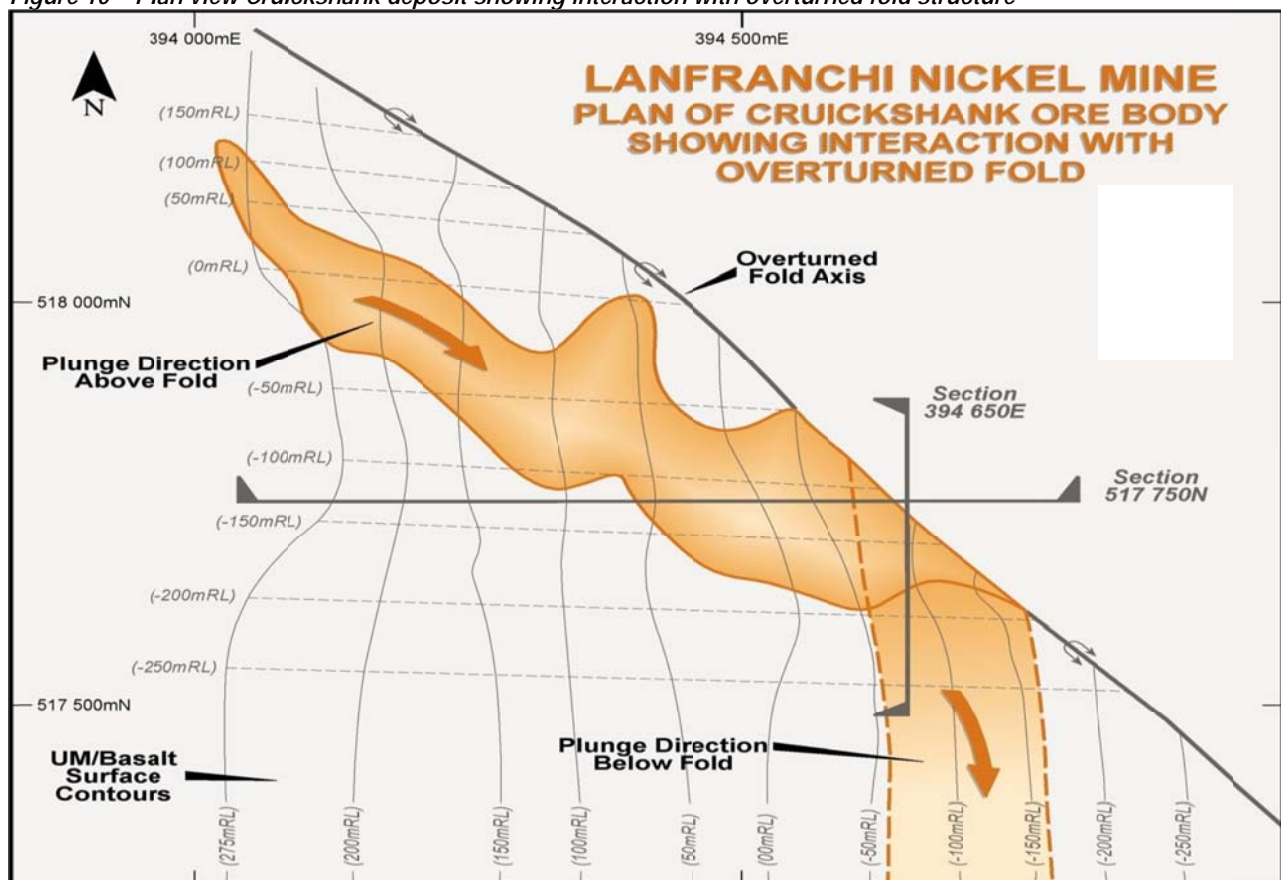 Figure 10 – Plan view Cruickshank deposit showing interaction with overturned fold structure
394 000mE
394 500mE
LANFRANCHI NICKEL MINE
PLAN OF CRUICKSHANK ORE BODY
SHOWING INTERACTION WITH
OVERTURNED FOLD
N
(150mRL)
(100mRL)
(50mRL)
(0mRL)
Overturned
Fold Axis
518 000mN
Plunge Direction
Above Fold
(-50mRL)
Section
394 650E
(-100mRL)
Section
517 750N
(-150mRL)
(-200mRL)
(-250mRL)
517 500mN
UM/Basalt
Surface
Contours
Plunge Direction
Below Fold
(275mRL)
(200mRL)
(150mRL)
(100mRL)
(50mRL)
(00mRL)
(-50mRL)
(-100mRL)
(-150mRL)
(-200mRL)
(-250mRL)